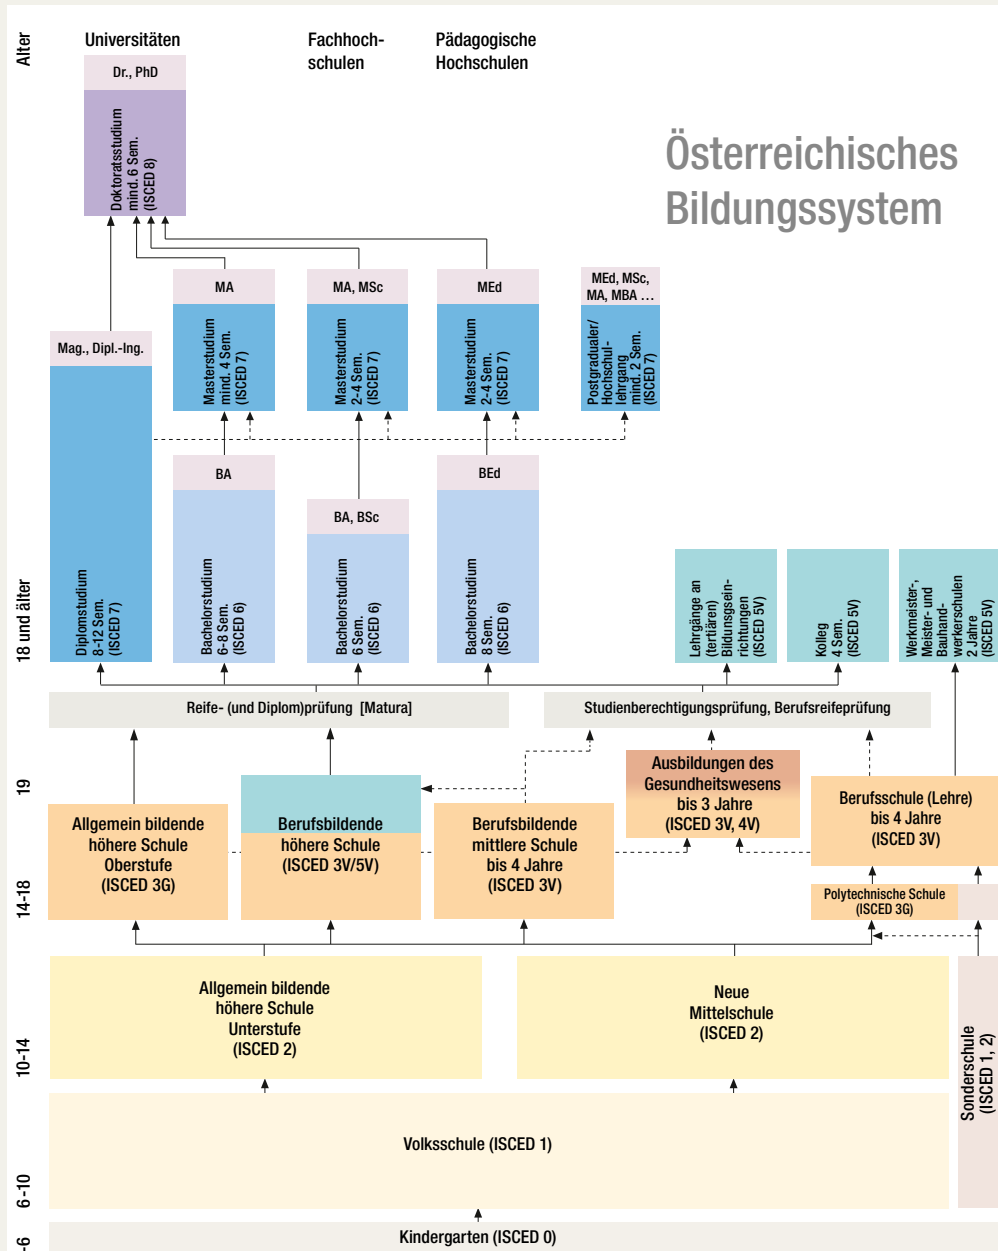 Alter
Universitäten
Fachhoch-
schulen
Pädagogische
Hochschulen
Österreichisches
Bildungssystem
Dr., PhD
Doktoratsstudium
mind. 6 Sem.
(ISCED 8)
MA
Masterstudium
mind. 4 Sem.
(ISCED 7)
MA, MSc
Masterstudium
2-4 Sem.
(ISCED 7)
MEd
Masterstudium
2-4 Sem.
(ISCED 7)
MEd, MSc,
MA, MBA …
Postgradualer/
Hochschul-
lehrgang
mind. 2 Sem.
(ISCED 7)
Mag., Dipl.-Ing.
Diplomstudium
8-12 Sem.
(ISCED 7)
BA
Bachelorstudium
6-8 Sem.
(ISCED 6)
BA, BSc
Bachelorstudium
6 Sem.
(ISCED 6)
BEd
Bachelorstudium
8 Sem.
(ISCED 6)
18 und älter
Lehrgänge an
(tertiären)
Bildunsgsein-
richtungen
(ISCED 5V)
Kolleg
4 Sem.
(ISCED 5V)
Werkmeister-,
Meister- und
Bauhand-
werkerschulen
2 Jahre
(ISCED 5V)
Reife- (und Diplom)prüfung [Matura]
Studienberechtigungsprüfung, Berufsreifeprüfung
19
Allgemein bildende
höhere Schule
Oberstufe
(ISCED 3G)
Berufsbildende
höhere Schule
(ISCED 3V/5V)
Berufsbildende
mittlere Schule
bis 4 Jahre
(ISCED 3V)
Ausbildungen des
Gesundheitswesens
bis 3 Jahre
(ISCED 3V, 4V)
Berufsschule (Lehre)
bis 4 Jahre
(ISCED 3V)
14-18
Polytechnische Schule
(ISCED 3G)
10-14
Allgemein bildende
höhere Schule
Unterstufe
(ISCED 2)
Neue
Mittelschule
(ISCED 2)
Sonderschule
(ISCED 1, 2)
6-10
Volksschule (ISCED 1)
-6
Kindergarten (ISCED 0)